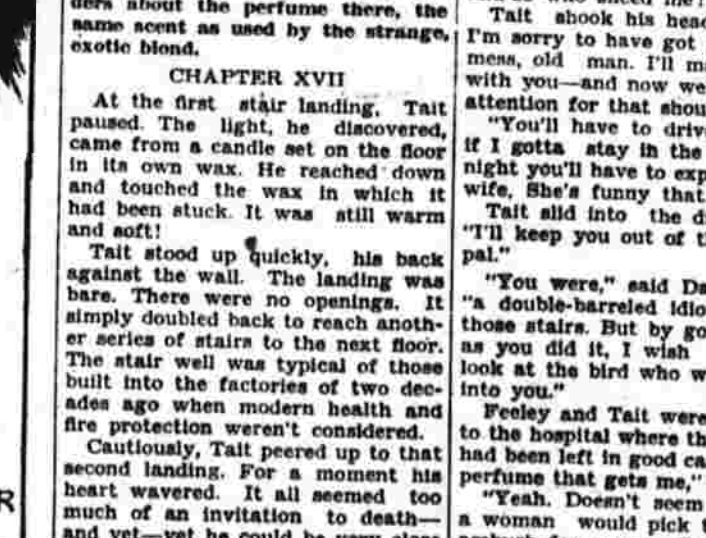 ders about the perfume there, the
same scent as used by the strange,
exotic blond.
CHAPTER XVII
At the first stair landing, Tait
paused. The light, he discovered,
came from a candle set on the floor
in its own wax. He reached down
and touched the wax in which it
had been stuck. It was still warm
and soft!
Tait stood up quickly, his back
against the wall. The landing was
bare. There were no openings. It
simply doubled back to reach anoth-
er series of stairs to the next floor.
The stair well was typical of those
built into the factories of two dec-
ades ago when modern health and
fire protection weren't considered.
Cautiously, Tait peered up to that
second landing. For a moment his
heart wavered. It all seemed too
much of an invitation to death—
and yet—yet he could be very close
Tait shook his head
I'm sorry to have got
mess, old man. I'll m
with you—and now we
attention for that shou
"You'll have to driv
if I gotta stay in the
night you'll have to exp
wife. She's funny that
Tait slid into the d
"I'll keep you out of t
pal."
"You were," said Da
"a double-barreled idio
those stairs. But by go
as you did it, I wish
look at the bird who w
into you."
Feeley and Tait were
to the hospital where th
had been left in good ca
perfume that gets me,"
"Yeah. Doesn't seem
a woman would pick t
R